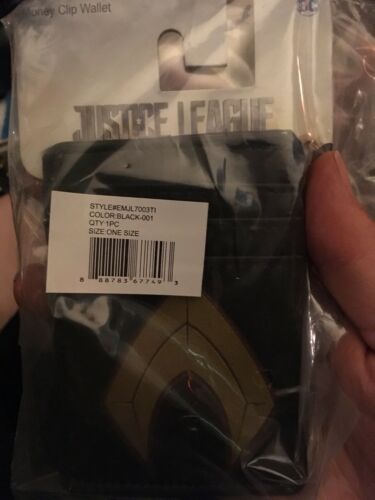 Money Clip Wallet
JUSTICE LEAGUE
STYLE#EMJL7003TI
COLOR:BLACK-001
QTY:1PC
SIZE:ONE SIZE
8 88783 67749 3